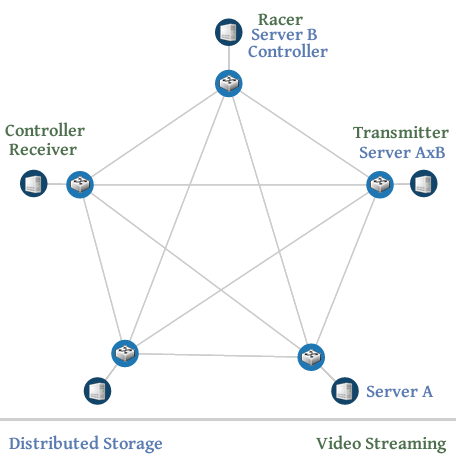 Racer
Server B
Controller
Controller
Receiver
Transmitter
Server AxB
Server A
Distributed Storage
Video Streaming